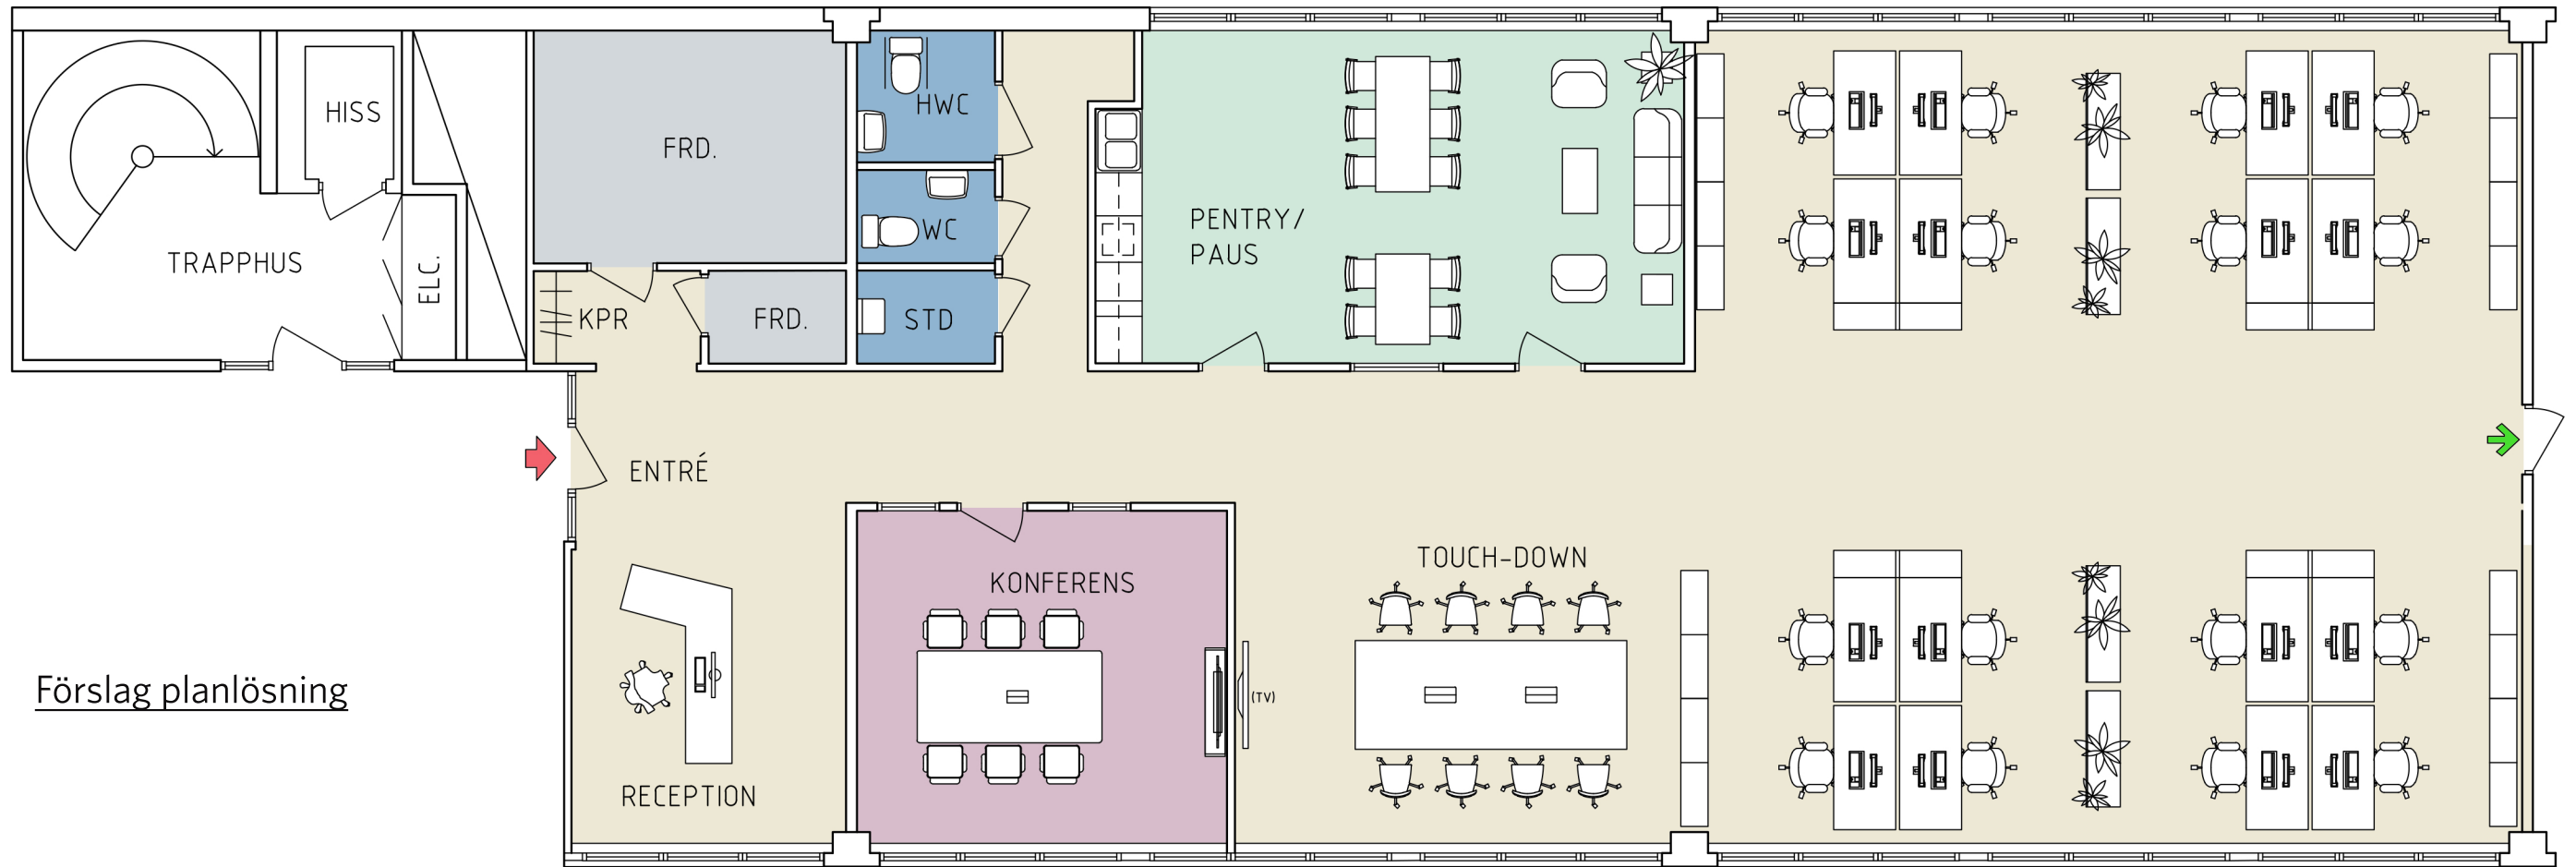 HISS
HWC
FRD.
WC
PENTRY/
PAUS
TRAPPHUS
ELC.
KPR
FRD.
STD
ENTRÉ
TOUCH-DOWN
KONFERENS
Förslag planlösning
(TV)
RECEPTION